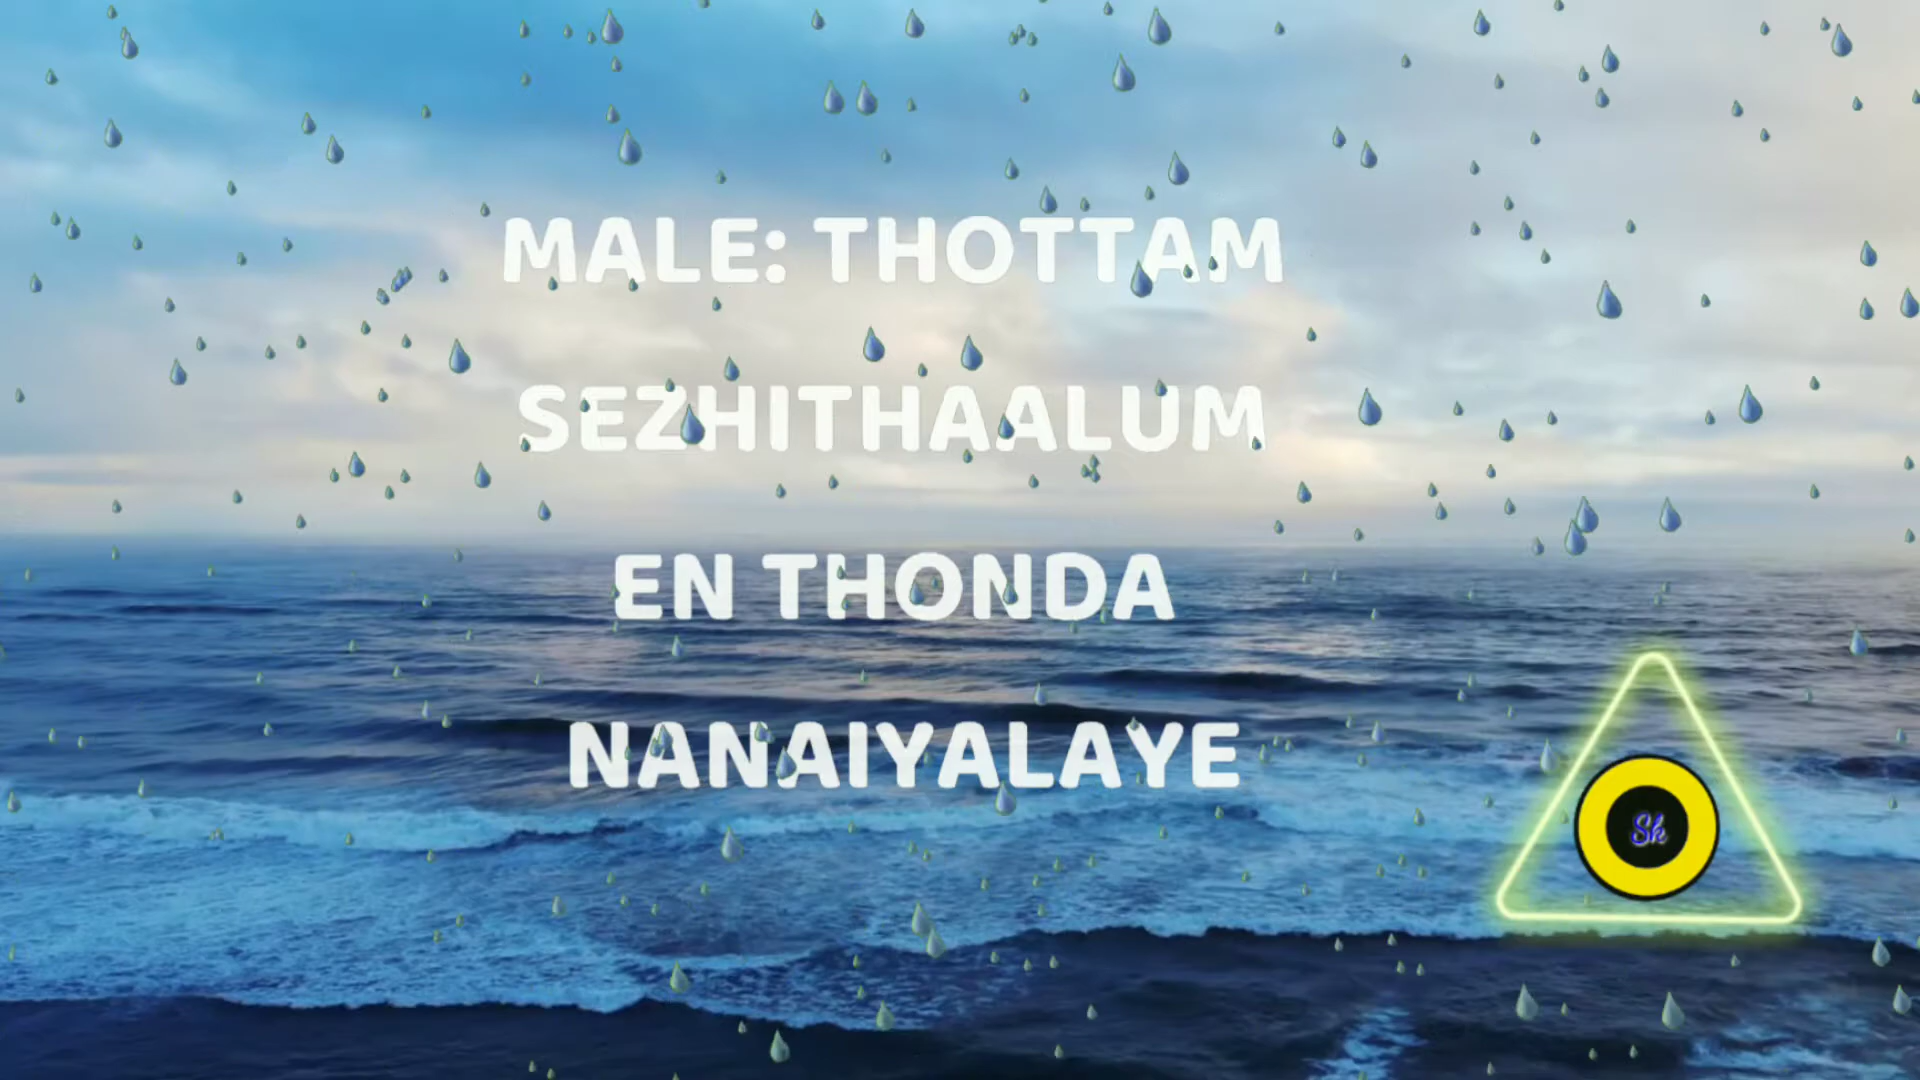 MALE: THOTTAM
SEZHITHAALUM
EN THONDA
NANAIYALAYE
Sk